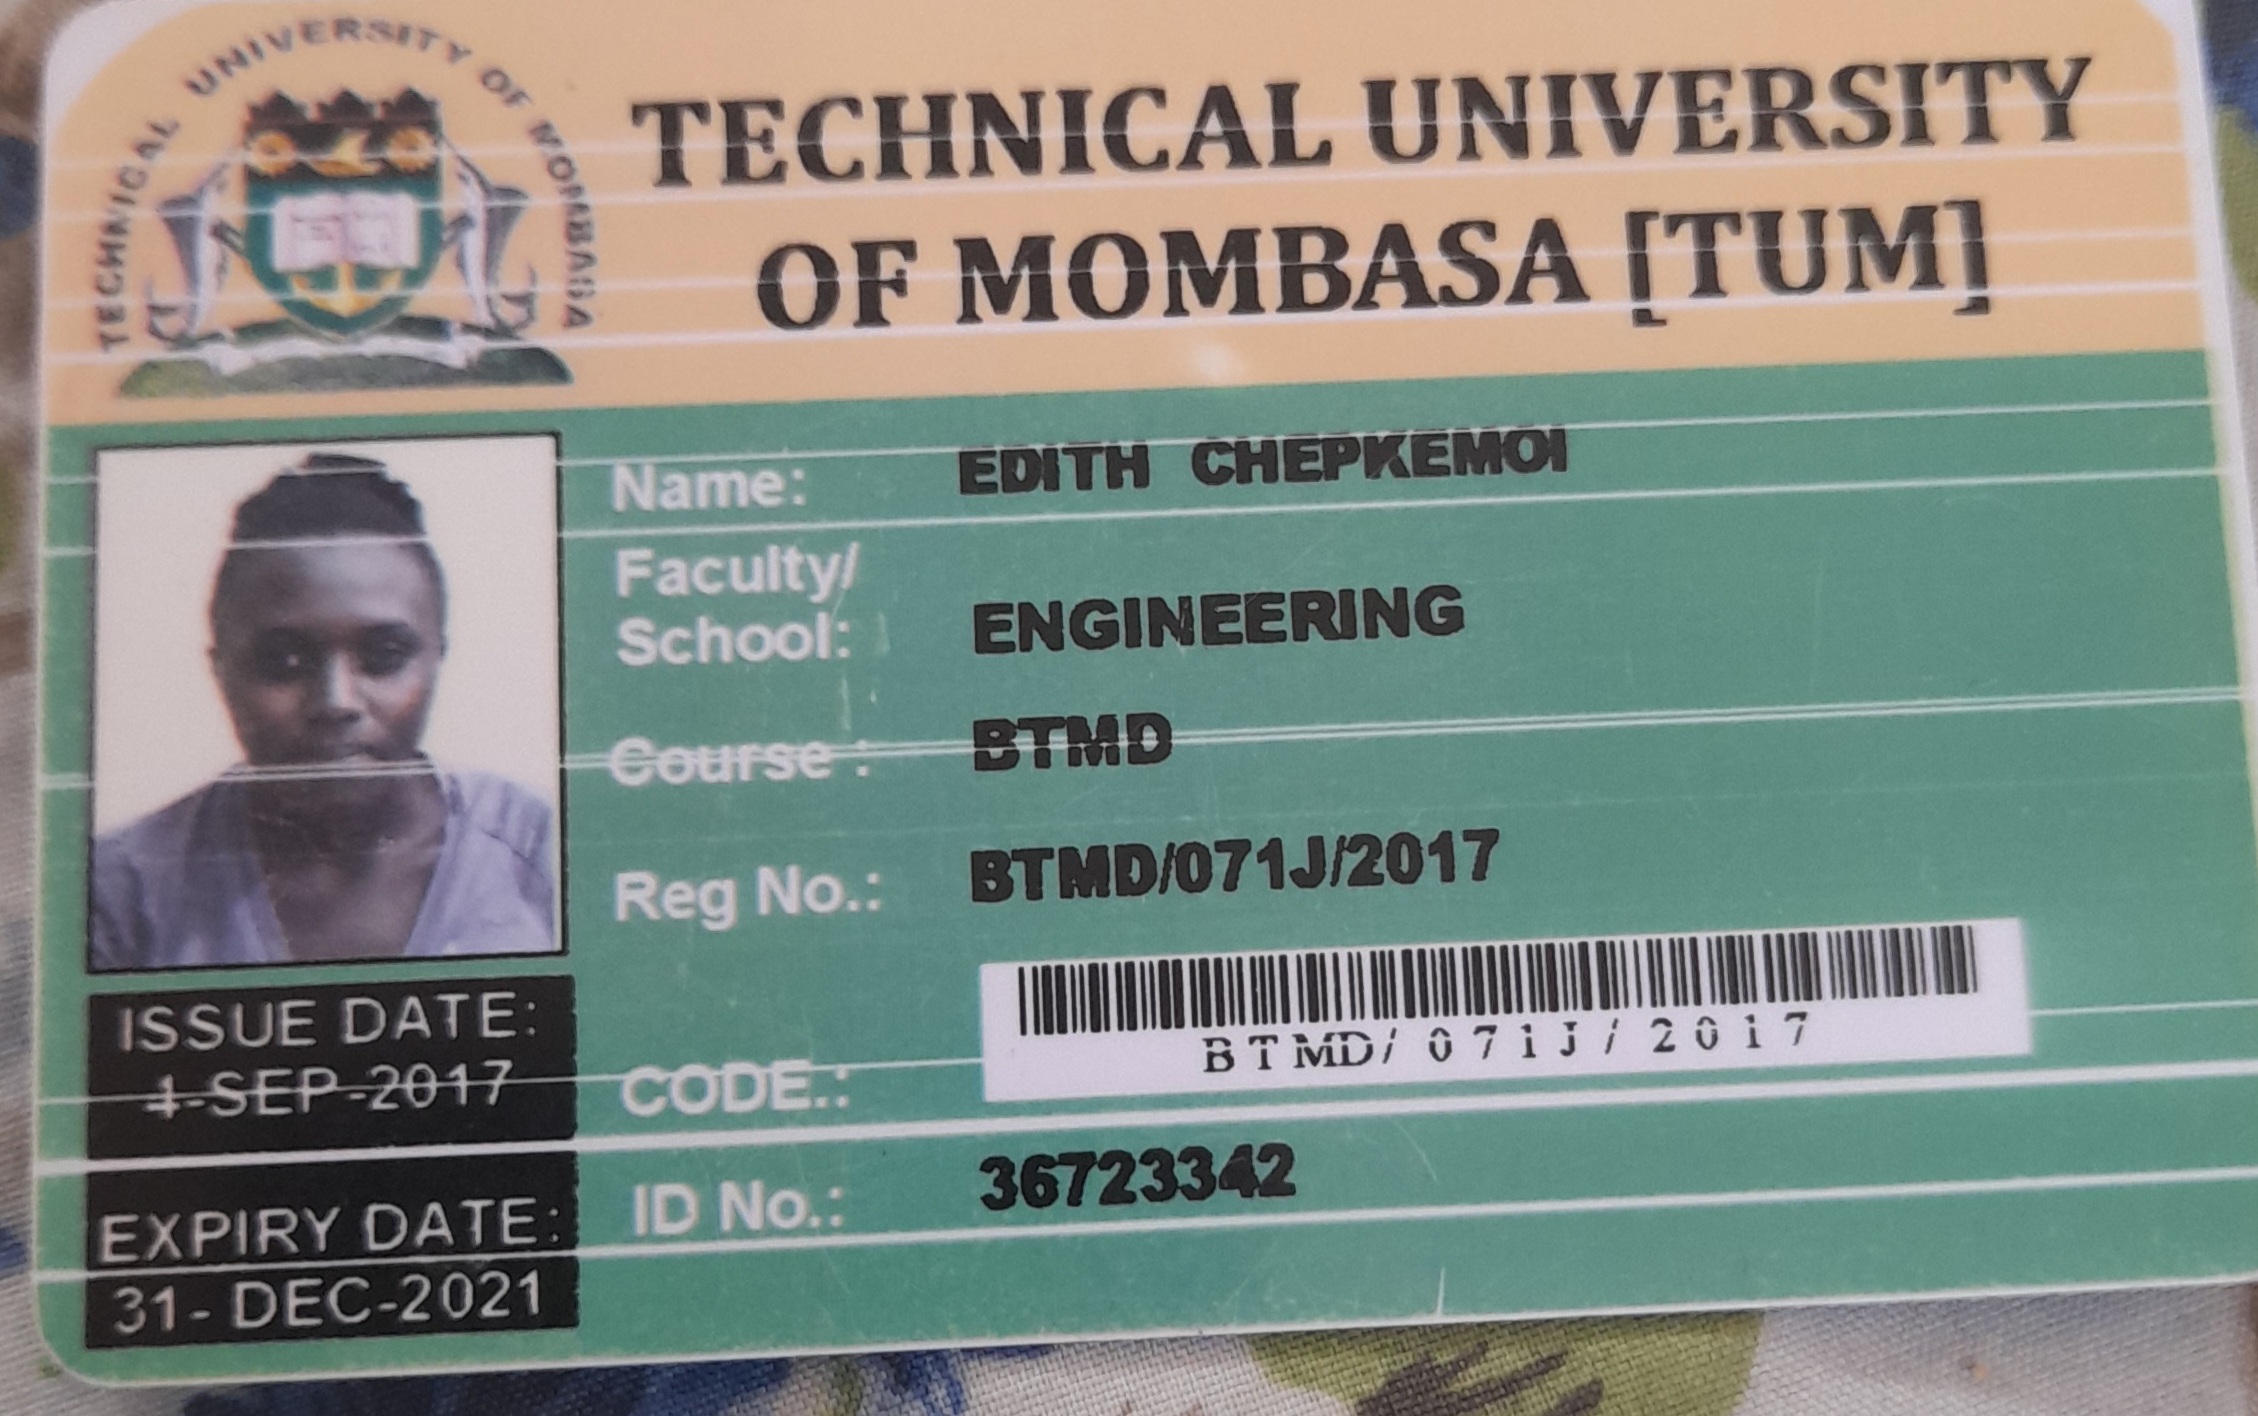 TECHNICAL UNIVERSITY OF MOMBASA
TECHNICAL UNIVERSITY
OF MOMBASA [TUM]
Name: EDITH CHEPKEMOI
Faculty/
School: ENGINEERING
Course : BTMD
Reg No.: BTMD/071J/2017
BTMD/071J/2017
CODE.:
ID No.: 36723342
ISSUE DATE:
4-SEP-2017
EXPIRY DATE:
31- DEC-2021